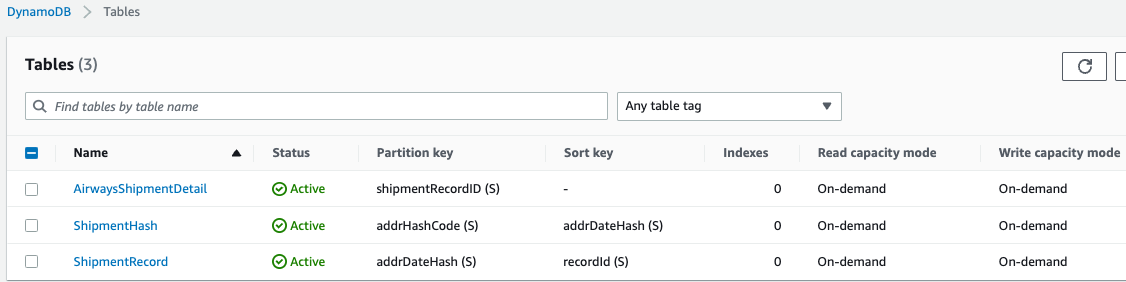 DynamoDB > Tables
Tables (3)
Find tables by table name Any table tag
Name Status Partition key Sort key Indexes Read capacity mode Write capacity mode
AirwaysShipmentDetail Active shipmentRecordID (S) - 0 On-demand On-demand
ShipmentHash Active addrHashCode (S) addrDateHash (S) 0 On-demand On-demand
ShipmentRecord Active addrDateHash (S) recordId (S) 0 On-demand On-demand